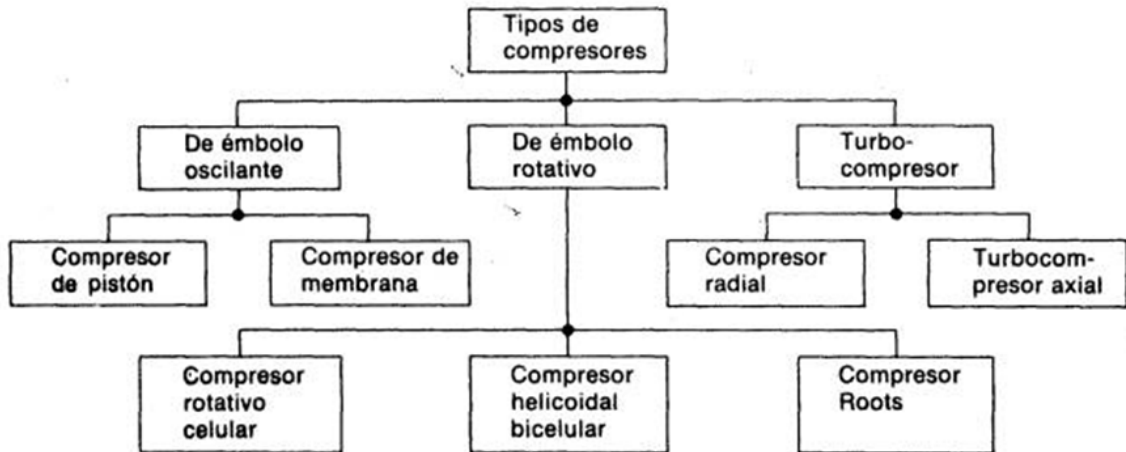 Tipos de
compresores
De émbolo
oscilante
De émbolo
rotativo
Turbo-
compresor
Compresor
de pistón
Compresor de
membrana
Compresor
radial
Turbocom-
presor axial
Compresor
rotativo
celular
Compresor
helicoidal
bicelular
Compresor
Roots